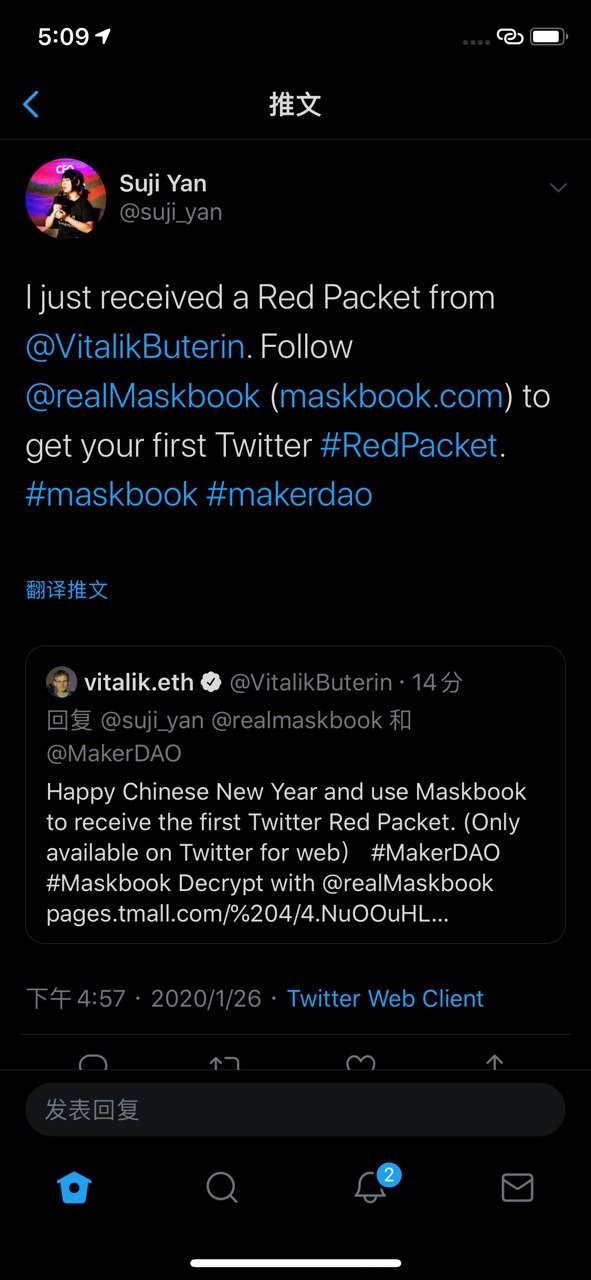 5:09
推文
CFO
Suji Yan
@suji_yan
I just received a Red Packet from
@VitalikButerin. Follow
@realMaskbook (maskbook.com) to
get your first Twitter #RedPacket.
#maskbook #makerdao
翻译推文
vitalik.eth @VitalikButerin · 14分
回复 @suji_yan @realmaskbook 和
@MakerDAO
Happy Chinese New Year and use Maskbook
to receive the first Twitter Red Packet. (Only
available on Twitter for web） #MakerDAO
#Maskbook Decrypt with @realMaskbook
pages.tmall.com/%204/4.NuOOuHL...
下午 4:57 · 2020/1/26 · Twitter Web Client
发表回复
2